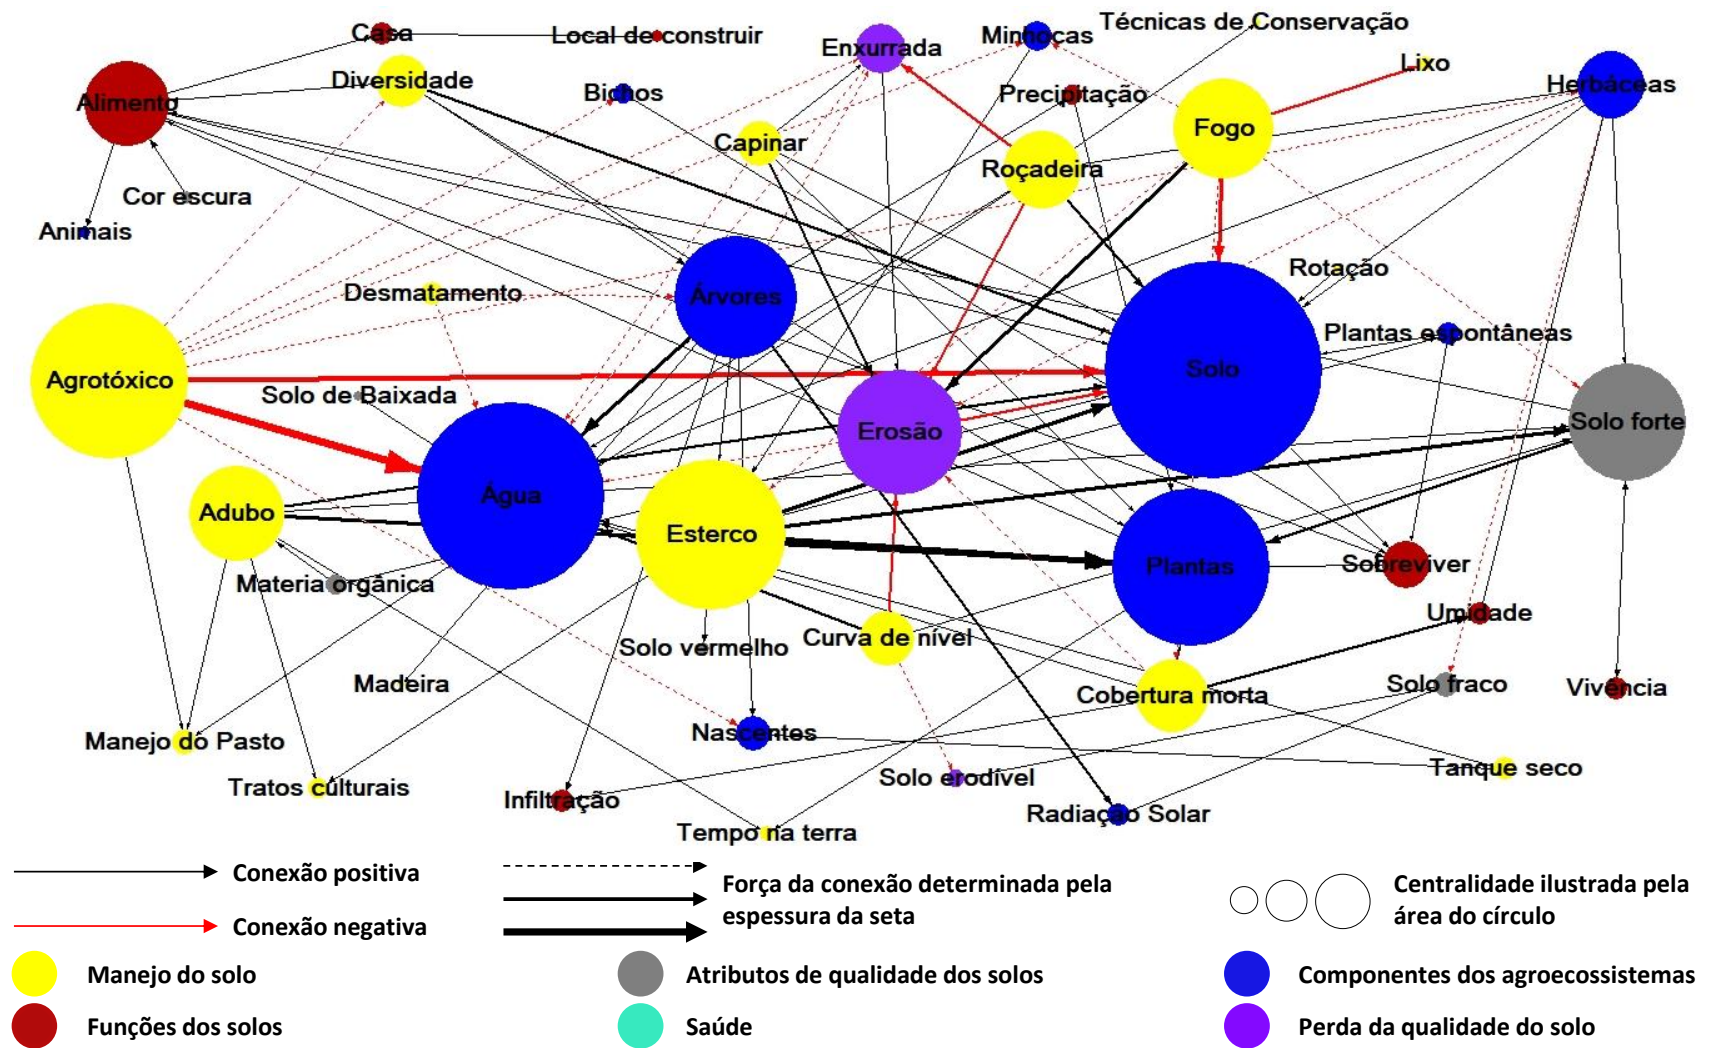 Técnicas de Conservação
Casa
Local de construir
Minhocas
Enxurrada
Lixo
Diversidade
Herbáceas
Bichos
Precipitação
Alimento
Fogo
Capinar
Roçadeira
Cor escura
Animais
Rotação
Desmatamento
Árvores
Plantas espontâneas
Solo
Agrotóxico
Solo de Baixada
Solo forte
Erosão
Água
Adubo
Esterco
Plantas
Sobreviver
Materia orgânica
Umidade
Curva de nível
Solo vermelho
Madeira
Solo fraco
Vivência
Cobertura morta
Nascentes
Manejo do Pasto
Tanque seco
Solo erodível
Tratos culturais
Infiltração
Radiação Solar
Tempo na terra
Conexão positiva
Conexão negativa
Força da conexão determinada pela
espessura da seta
Centralidade ilustrada pela
área do círculo
Manejo do solo
Atributos de qualidade dos solos
Componentes dos agroecossistemas
Funções dos solos
Saúde
Perda da qualidade do solo